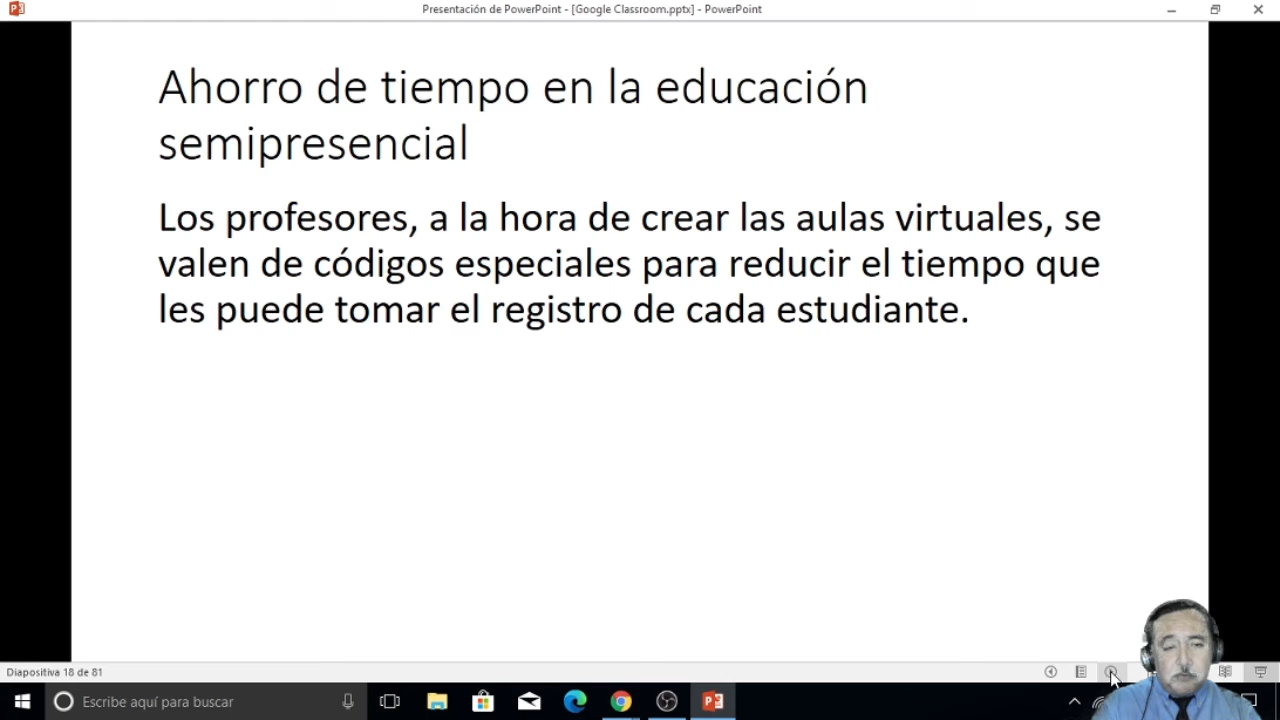 Presentación de PowerPoint - [Google Classroom.pptx] - PowerPoint
Ahorro de tiempo en la educación
semipresencial
Los profesores, a la hora de crear las aulas virtuales, se
valen de códigos especiales para reducir el tiempo que
les puede tomar el registro de cada estudiante.
Diapositiva 18 de 81
Escribe aquí para buscar